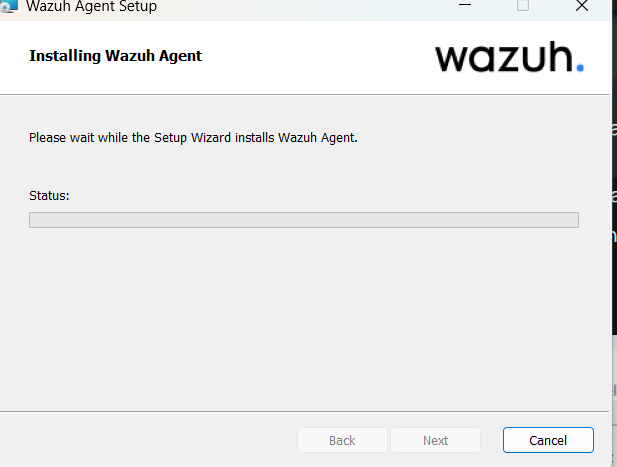 Wazuh Agent Setup
Installing Wazuh Agent
wazuh.
Please wait while the Setup Wizard installs Wazuh Agent.
Status:
Back
Next
Cancel